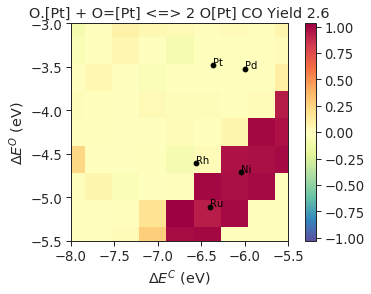 O.[Pt] + O=[Pt] <=> 2 O[Pt] CO Yield 2.6
−3.0
−3.5
−4.0
−4.5
−5.0
−5.5
ΔE^O (eV)
Pt
Pd
Rh
Ni
Ru
−8.0 −7.5 −7.0 −6.5 −6.0 −5.5
ΔE^C (eV)
1.00
0.75
0.50
0.25
0.00
−0.25
−0.50
−0.75
−1.00